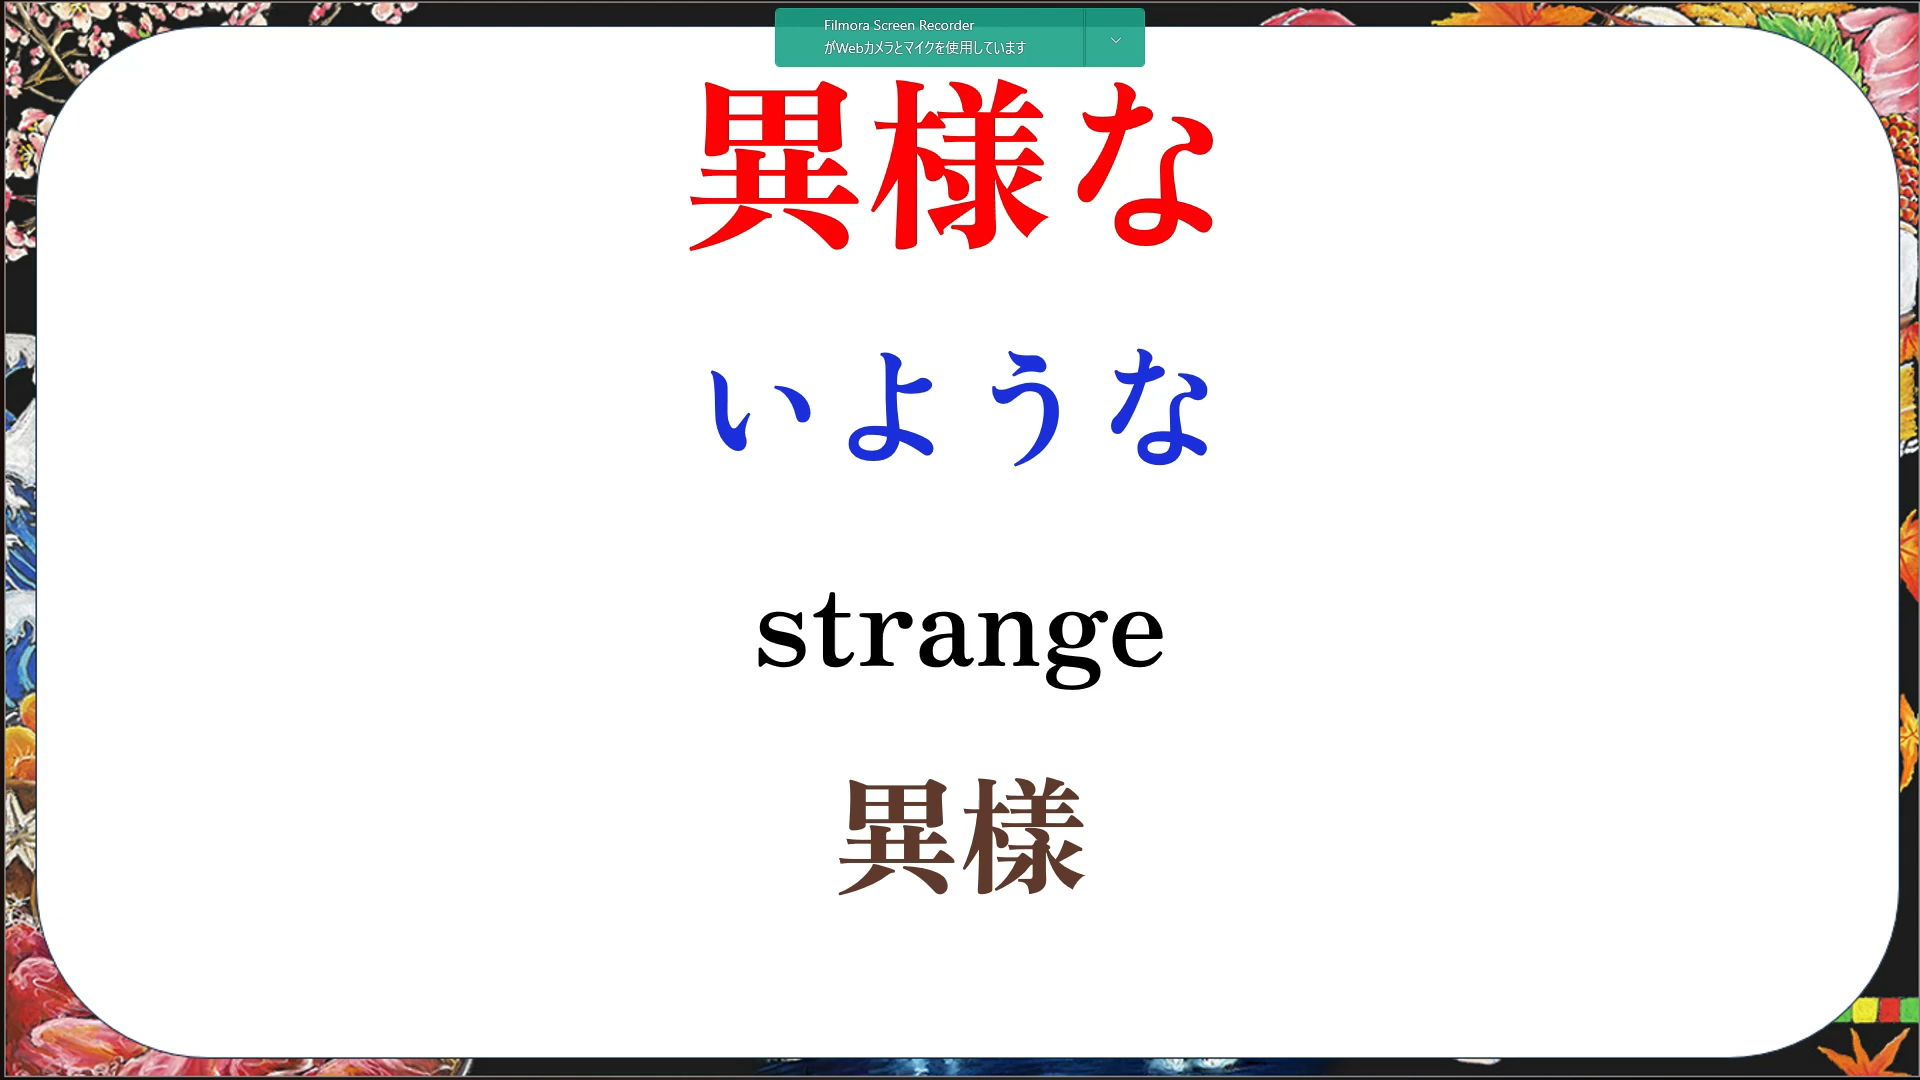 Filmora Screen Recorder
がWebカメラとマイクを使用しています
異様な
いような
strange
異樣